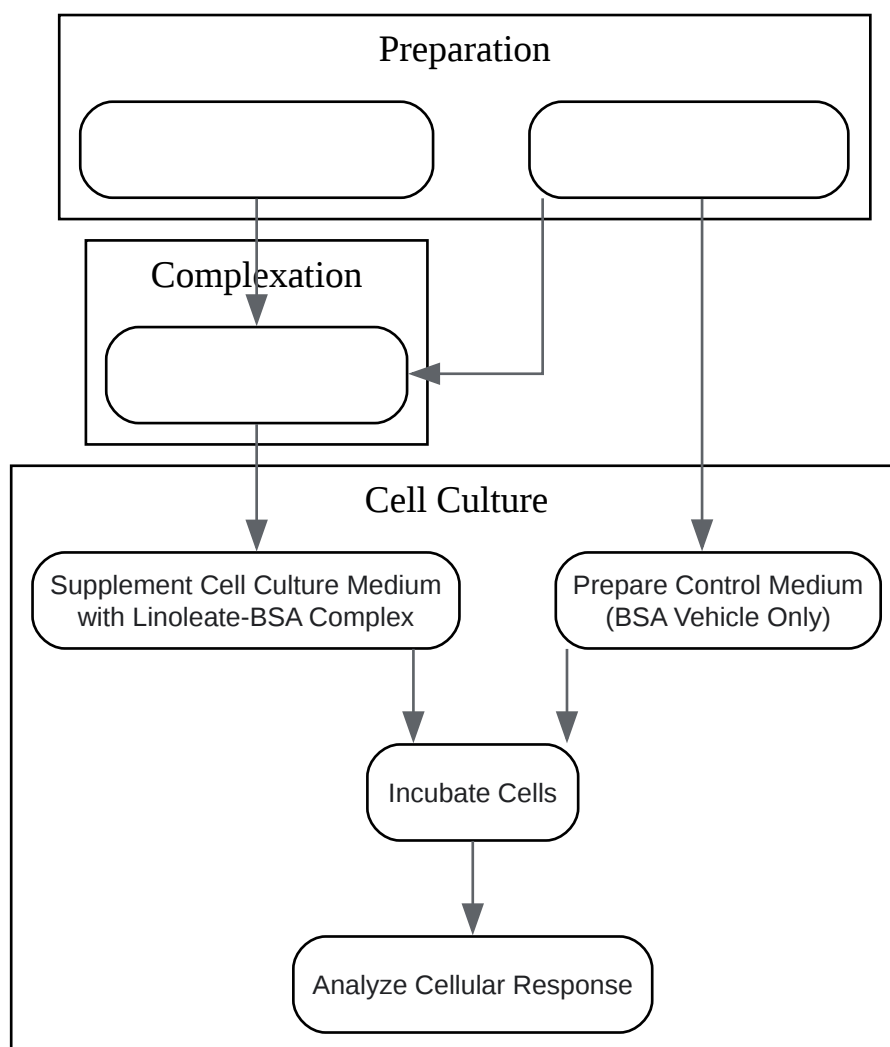 Preparation
Complexation
Cell Culture
Supplement Cell Culture Medium
with Linoleate-BSA Complex
Prepare Control Medium
(BSA Vehicle Only)
Incubate Cells
Analyze Cellular Response